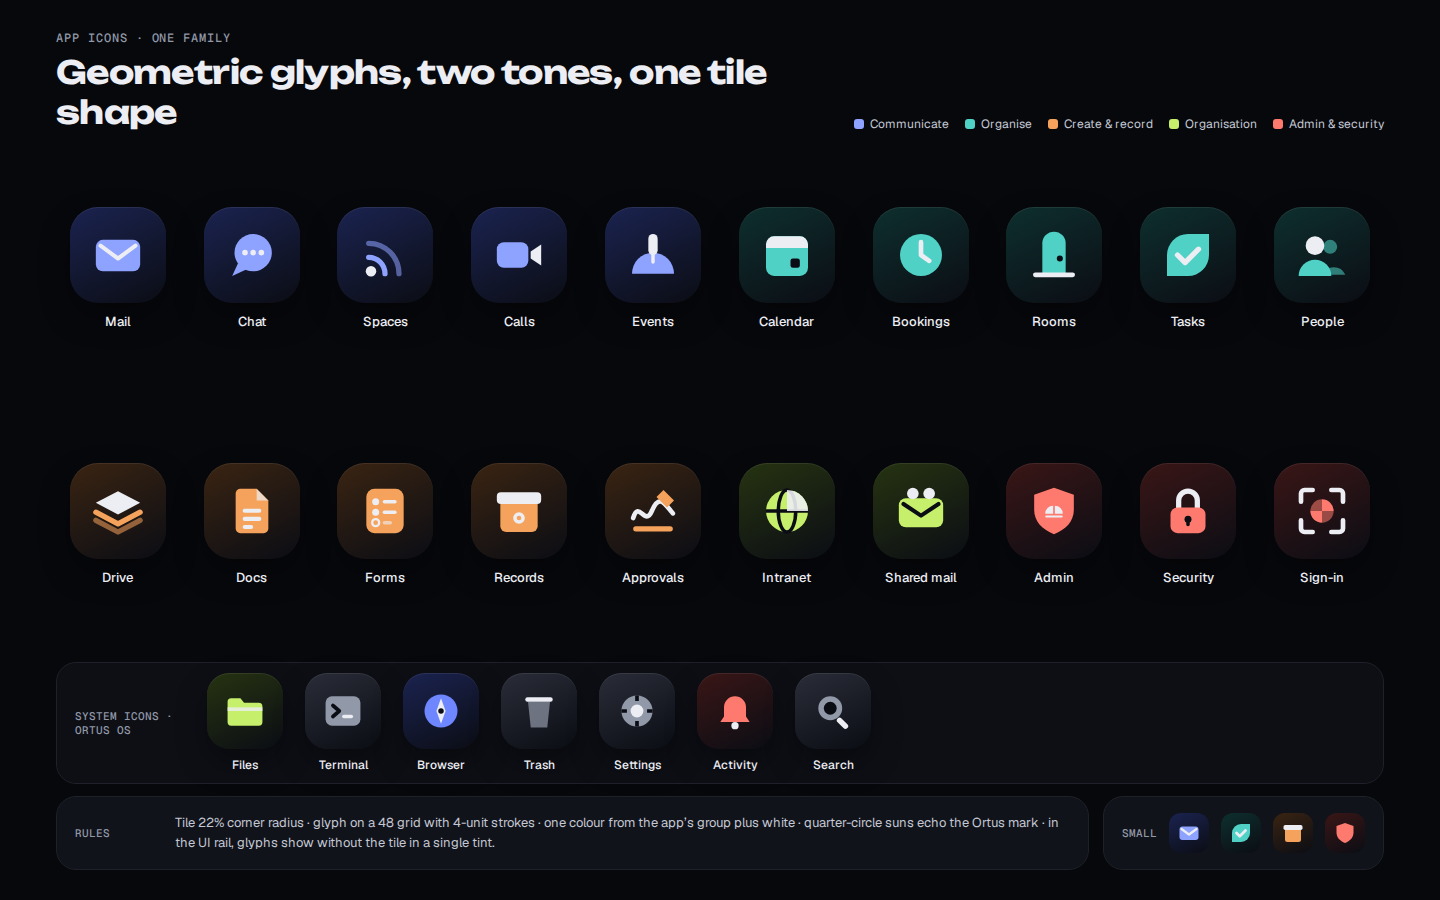 APP ICONS · ONE FAMILY
Geometric glyphs, two tones, one tile
shape
Communicate Organise Create & record Organisation Admin & security
Mail Chat Spaces Calls Events Calendar Bookings Rooms Tasks People
Drive Docs Forms Records Approvals Intranet Shared mail Admin Security Sign-in
SYSTEM ICONS ·
ORTUS OS
Files Terminal Browser Trash Settings Activity Search
RULES
Tile 22% corner radius · glyph on a 48 grid with 4-unit strokes · one colour from the app's group plus white · quarter-circle suns echo the Ortus mark · in
the UI rail, glyphs show without the tile in a single tint.
SMALL